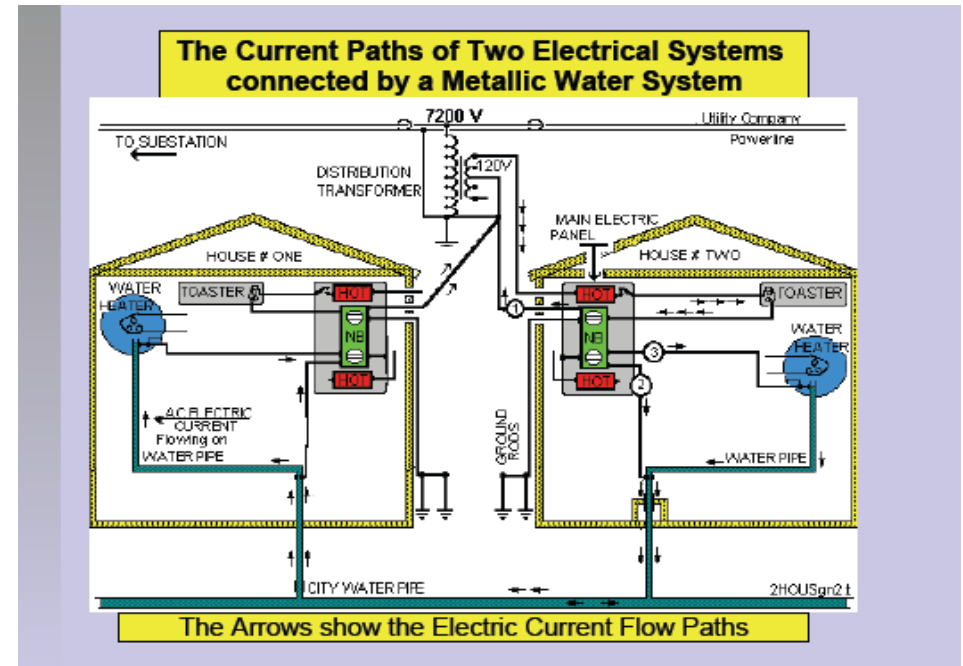 The Current Paths of Two Electrical Systems
connected by a Metallic Water System
7200 V
Utility Company
Powerline
TO SUBSTATION
DISTRIBUTION
TRANSFORMER
120V
MAIN ELECTRIC
PANEL
HOUSE # ONE
HOUSE # TWO
WATER
HEATER
TOASTER
HOT
NB
HOT
1
HOT
NB
HOT
TOASTER
WATER
HEATER
3
2
AC ELECTRIC
CURRENT
Flowing on
WATER PIPE
GROUND
RODS
WATER PIPE
CITY WATER PIPE
2HOUSgn2.t
The Arrows show the Electric Current Flow Paths